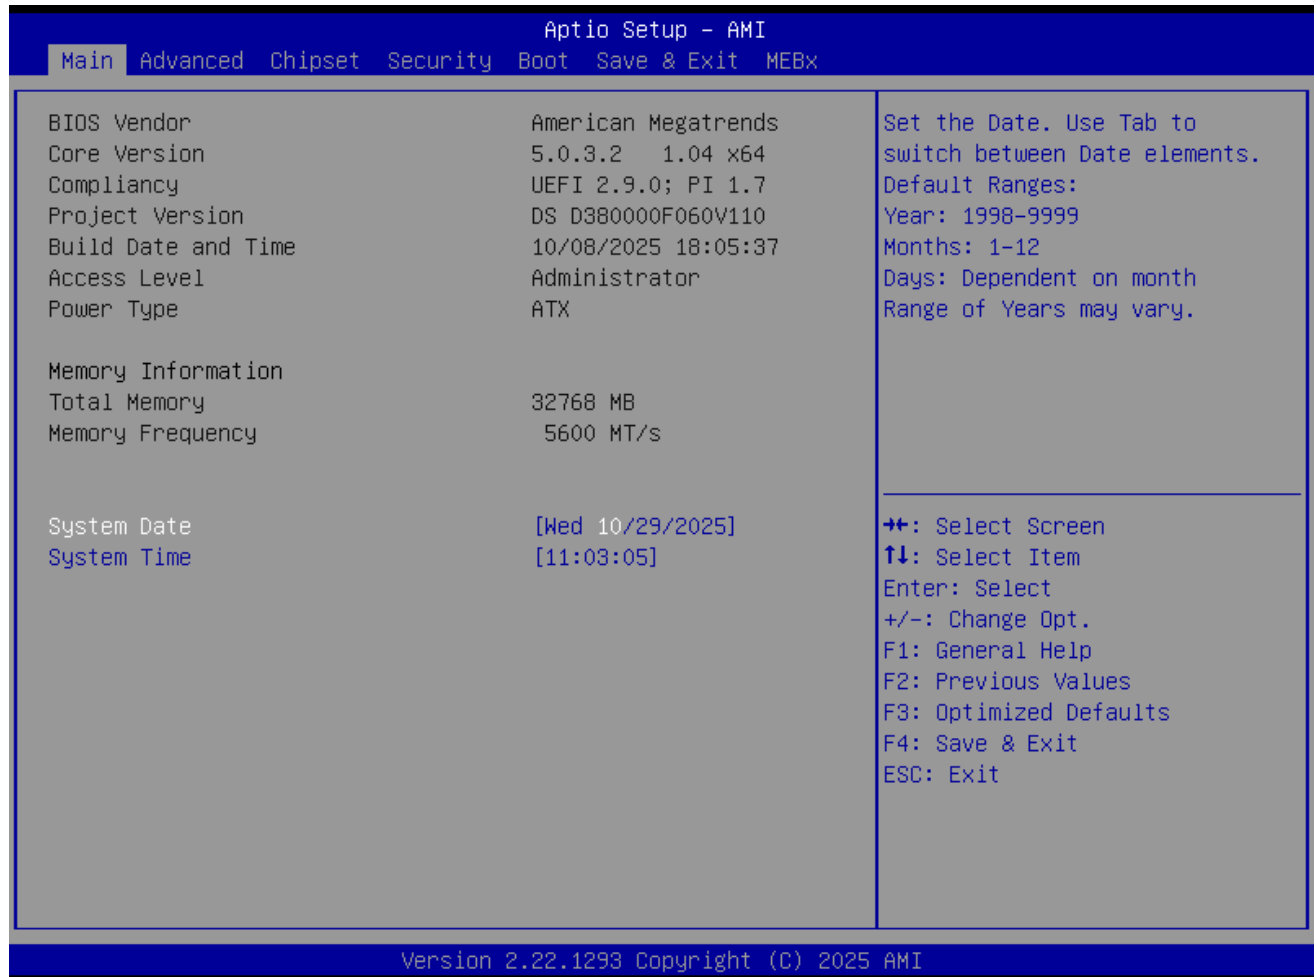 Aptio Setup – AMI
Main Advanced Chipset Security Boot Save & Exit MEBx
BIOS Vendor American Megatrends
Core Version 5.0.3.2 1.04 x64
Compliancy UEFI 2.9.0; PI 1.7
Project Version DS D380000F060V110
Build Date and Time 10/08/2025 18:05:37
Access Level Administrator
Power Type ATX
Memory Information
Total Memory 32768 MB
Memory Frequency 5600 MT/s
System Date [Wed 10/29/2025]
System Time [11:03:05]
Set the Date. Use Tab to
switch between Date elements.
Default Ranges:
Year: 1998–9999
Months: 1–12
Days: Dependent on month
Range of Years may vary.
→←: Select Screen
↑↓: Select Item
Enter: Select
+/–: Change Opt.
F1: General Help
F2: Previous Values
F3: Optimized Defaults
F4: Save & Exit
ESC: Exit
Version 2.22.1293 Copyright (C) 2025 AMI